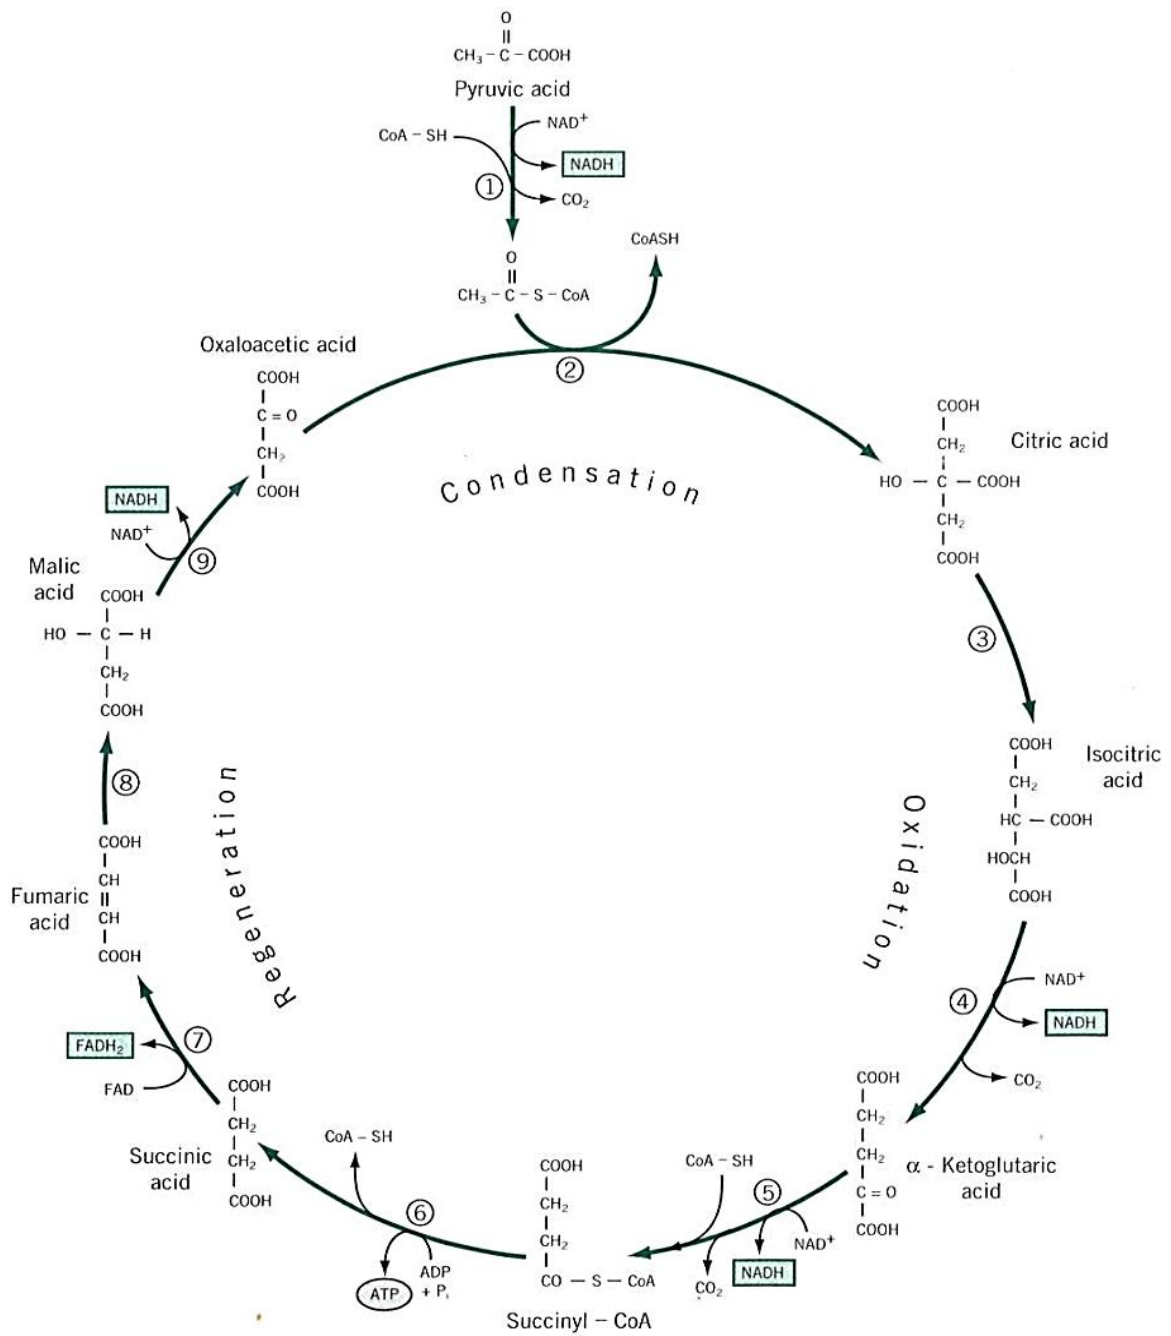 O
||
CH₃ – C – COOH
Pyruvic acid
CoA – SH
NAD⁺
NADH
①
CO₂
CoASH
O
||
CH₃ – C – S – CoA
②
Oxaloacetic acid
COOH
C = O
CH₂
COOH
Condensation
Citric acid
COOH
CH₂
HO – C – COOH
CH₂
COOH
③
NADH
NAD⁺
⑨
Malic
acid
COOH
HO – C – H
CH₂
COOH
⑧
Isocitric
acid
COOH
CH₂
HC – COOH
HOCH
COOH
Regeneration
Oxidation
Fumaric
acid
COOH
CH
||
CH
COOH
④
NAD⁺
NADH
CO₂
⑦
FADH₂
FAD
Succinic
acid
COOH
CH₂
CH₂
COOH
α - Ketoglutaric
acid
COOH
CH₂
CH₂
C = O
COOH
CoA – SH
⑤
NAD⁺
NADH
CO₂
CoA – SH
⑥
ADP
+ Pᵢ
ATP
COOH
CH₂
CH₂
CO – S – CoA
Succinyl – CoA